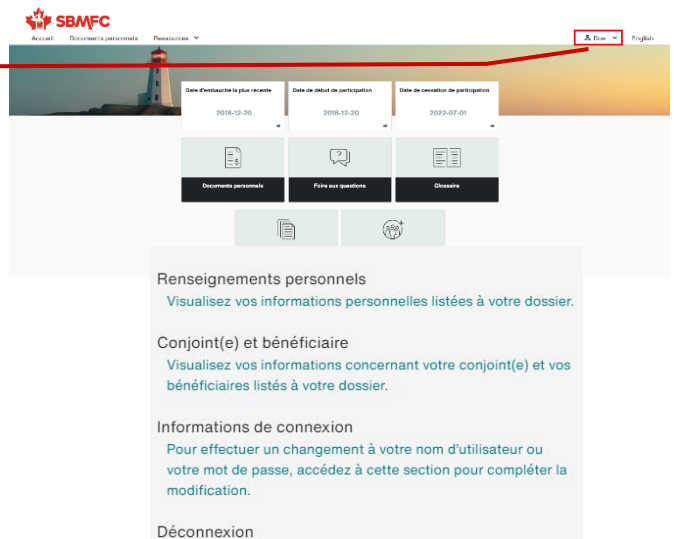 SBMFC
Accueil Documents personnels Ressources Doe English
Date d'embauche la plus récente Date de début de participation Date de cessation de participation
2018-12-20 2018-12-20 2022-07-01
Documents personnels Foire aux questions Glossaire
Renseignements personnels
Visualisez vos informations personnelles listées à votre dossier.
Conjoint(e) et bénéficiaire
Visualisez vos informations concernant votre conjoint(e) et vos
bénéficiaires listés à votre dossier.
Informations de connexion
Pour effectuer un changement à votre nom d'utilisateur ou
votre mot de passe, accédez à cette section pour compléter la
modification.
Déconnexion